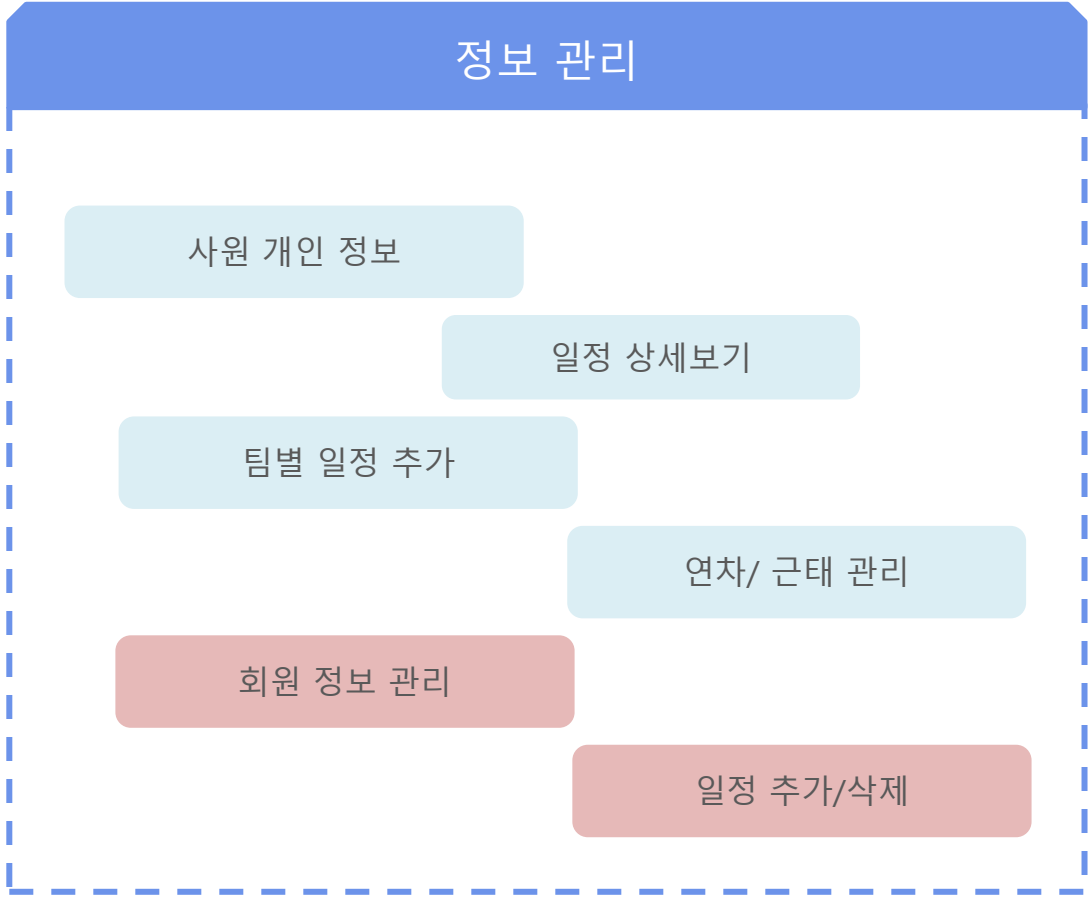 정보 관리
사원 개인 정보
일정 상세보기
팀별 일정 추가
연차/ 근태 관리
회원 정보 관리
일정 추가/삭제